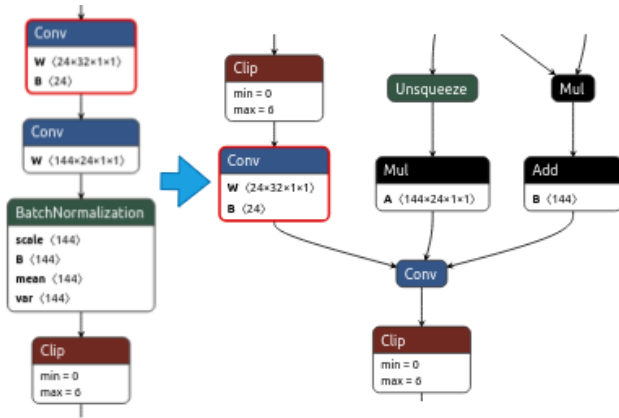 Conv
W ⟨24×32×1×1⟩
B ⟨24⟩
Conv
W ⟨144×24×1×1⟩
BatchNormalization
scale ⟨144⟩
B ⟨144⟩
mean ⟨144⟩
var ⟨144⟩
Clip
min = 0
max = 6
Clip
min = 0
max = 6
Conv
W ⟨24×32×1×1⟩
B ⟨24⟩
Unsqueeze
Mul
A ⟨144×24×1×1⟩
Mul
Add
B ⟨144⟩
Conv
Clip
min = 0
max = 6